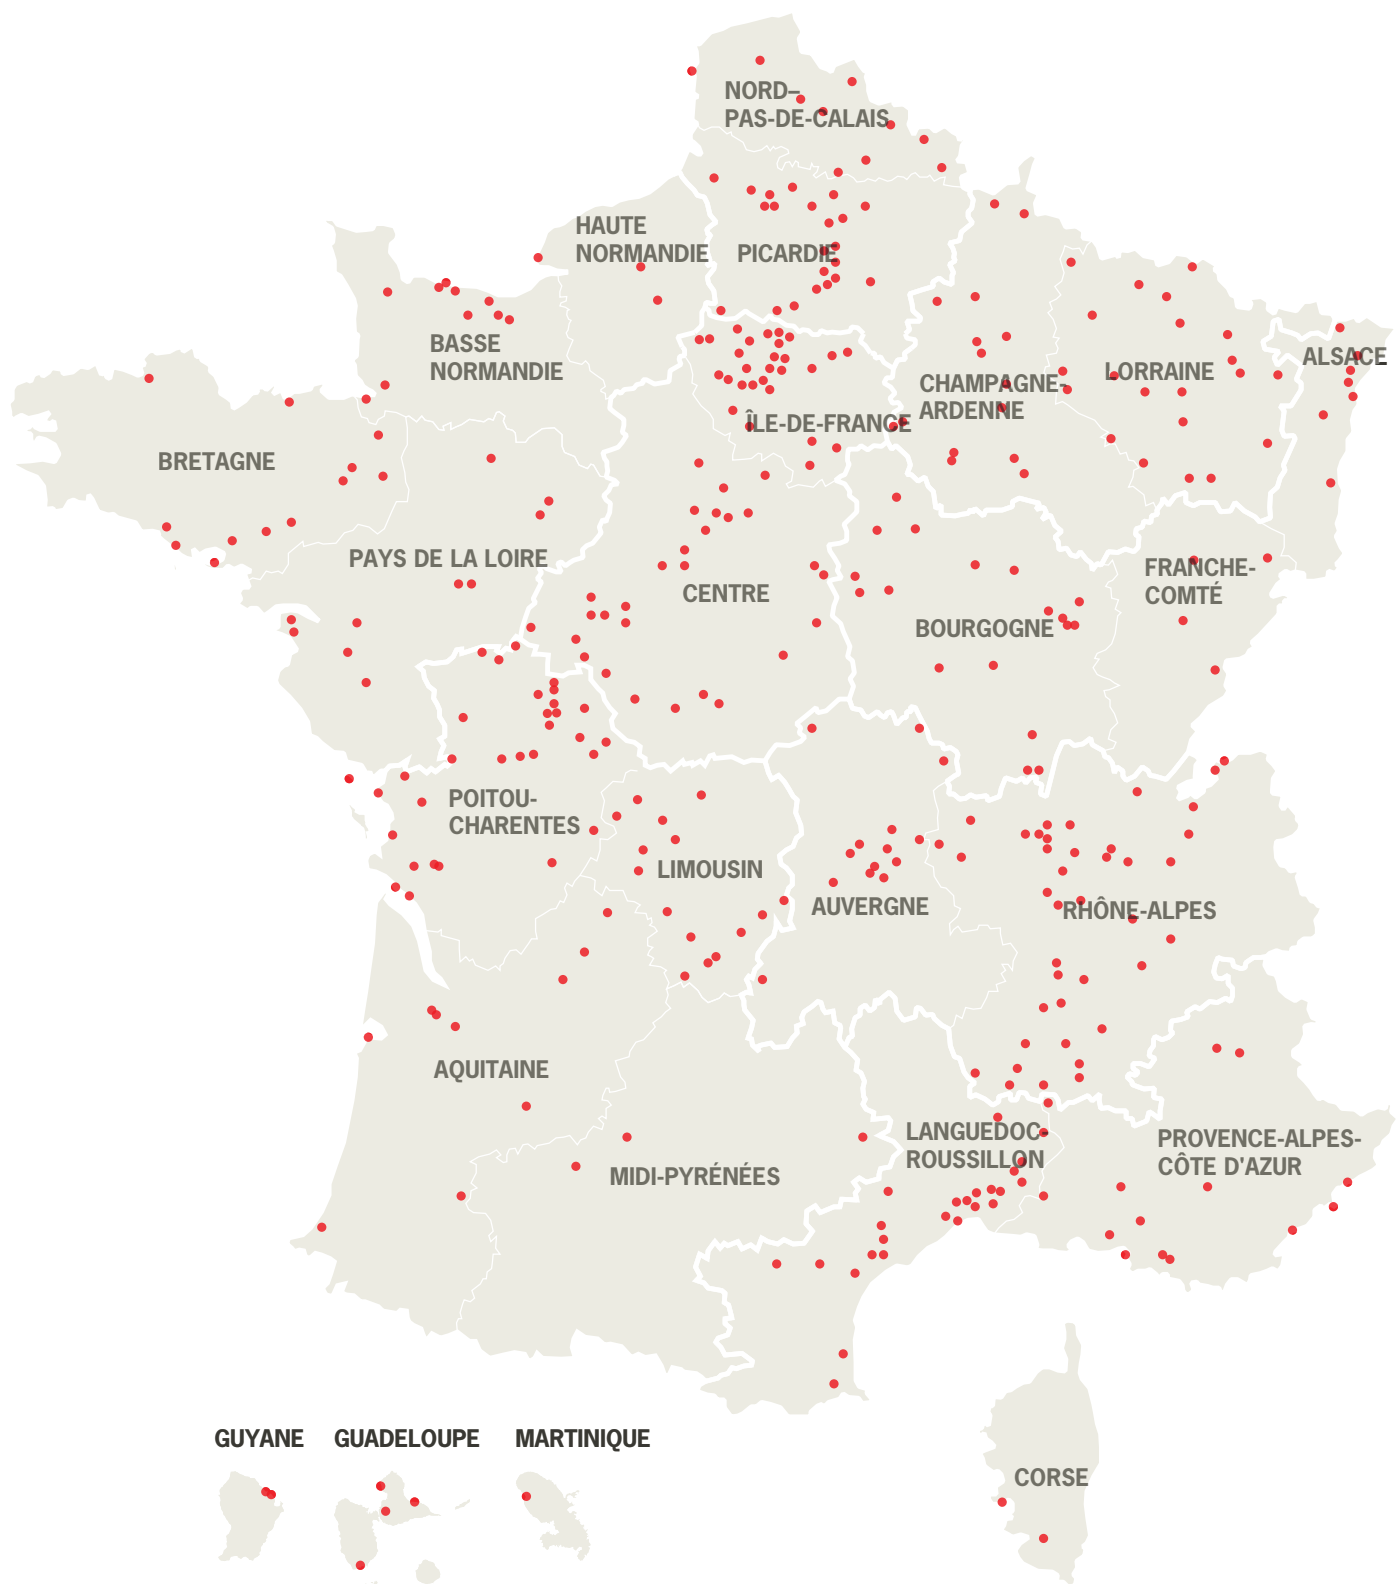 NORD–
PAS-DE-CALAIS
HAUTE
NORMANDIE
PICARDIE
BASSE
NORMANDIE
ALSACE
LORRAINE
CHAMPAGNE-
ARDENNE
ÎLE-DE-FRANCE
BRETAGNE
PAYS DE LA LOIRE
CENTRE
FRANCHE-
COMTÉ
BOURGOGNE
POITOU-
CHARENTES
LIMOUSIN
AUVERGNE
RHÔNE-ALPES
AQUITAINE
LANGUEDOC-
ROUSSILLON
PROVENCE-ALPES-
CÔTE D'AZUR
MIDI-PYRÉNÉES
GUYANE
GUADELOUPE
MARTINIQUE
CORSE